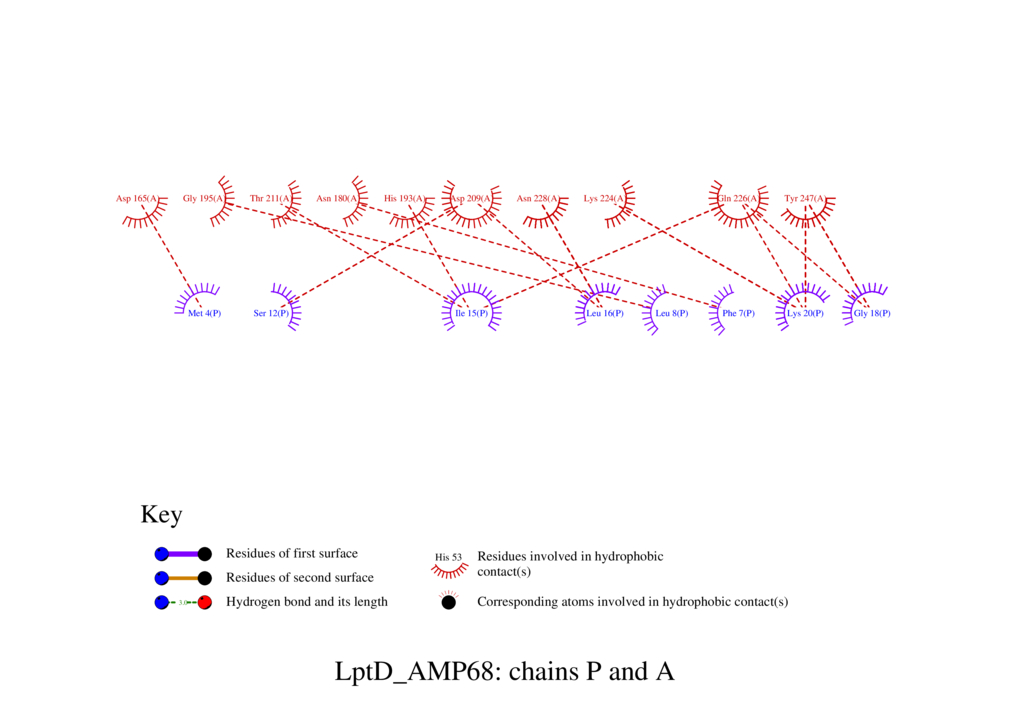 Asp 165(A) Gly 195(A) Thr 211(A) Asn 180(A) His 193(A) Asp 209(A) Asn 228(A) Lys 224(A) Gln 226(A) Tyr 247(A)
Met 4(P) Ser 12(P) Ile 15(P) Leu 16(P) Leu 8(P) Phe 7(P) Lys 20(P) Gly 18(P)
Key
Residues of first surface
Residues of second surface
3.0 Hydrogen bond and its length
His 53 Residues involved in hydrophobic
contact(s)
Corresponding atoms involved in hydrophobic contact(s)
LptD_AMP68: chains P and A